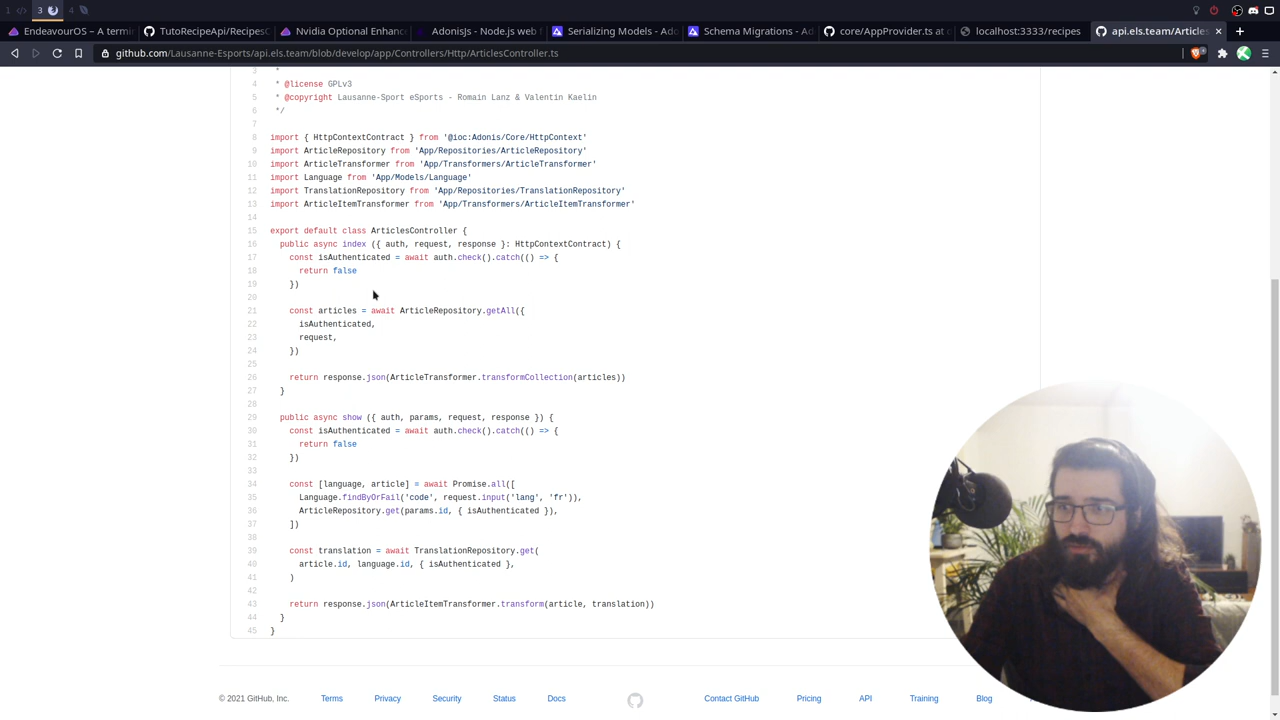 1
3
4
EndeavourOS – A termi
TutoRecipeApi/RecipesC
Nvidia Optional Enhance
AdonisJs - Node.js web f
Serializing Models - Ado
Schema Migrations - Ad
core/AppProvider.ts at d
localhost:3333/recipes
api.els.team/Articles
github.com/Lausanne-Esports/api.els.team/blob/develop/app/Controllers/Http/ArticlesController.ts
3 *
4 * @license GPLv3
5 * @copyright Lausanne-Sport eSports - Romain Lanz & Valentin Kaelin
6 */
7
8 import { HttpContextContract } from '@ioc:Adonis/Core/HttpContext'
9 import ArticleRepository from 'App/Repositories/ArticleRepository'
10 import ArticleTransformer from 'App/Transformers/ArticleTransformer'
11 import Language from 'App/Models/Language'
12 import TranslationRepository from 'App/Repositories/TranslationRepository'
13 import ArticleItemTransformer from 'App/Transformers/ArticleItemTransformer'
14
15 export default class ArticlesController {
16 public async index ({ auth, request, response }: HttpContextContract) {
17 const isAuthenticated = await auth.check().catch(() => {
18 return false
19 })
20
21 const articles = await ArticleRepository.getAll({
22 isAuthenticated,
23 request,
24 })
25
26 return response.json(ArticleTransformer.transformCollection(articles))
27 }
28
29 public async show ({ auth, params, request, response }) {
30 const isAuthenticated = await auth.check().catch(() => {
31 return false
32 })
33
34 const [language, article] = await Promise.all([
35 Language.findByOrFail('code', request.input('lang', 'fr')),
36 ArticleRepository.get(params.id, { isAuthenticated }),
37 ])
38
39 const translation = await TranslationRepository.get(
40 article.id, language.id, { isAuthenticated },
41 )
42
43 return response.json(ArticleItemTransformer.transform(article, translation))
44 }
45 }
© 2021 GitHub, Inc. Terms Privacy Security Status Docs Contact GitHub Pricing API Training Blog